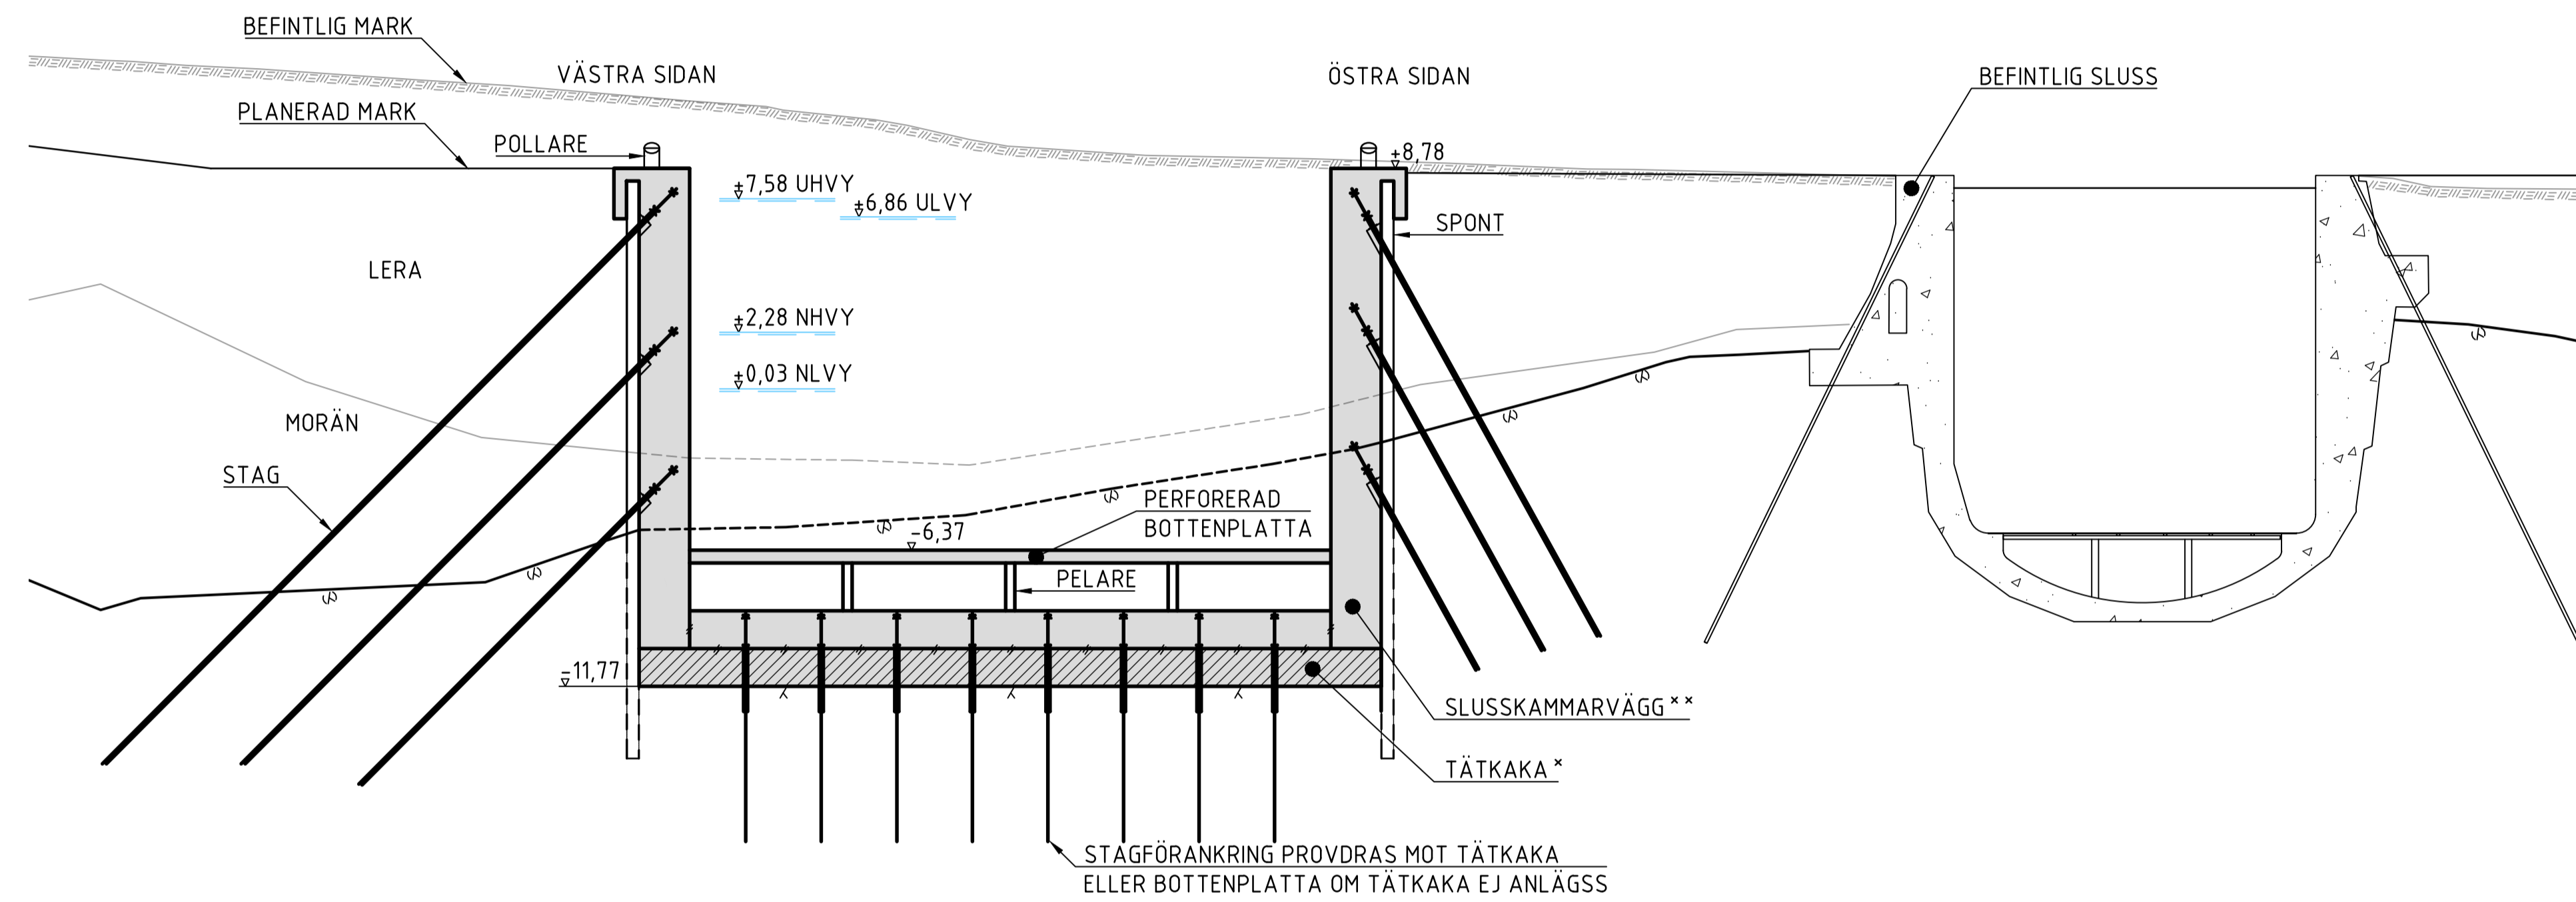 BEFINTLIG MARK
VÄSTRA SIDAN
ÖSTRA SIDAN
BEFINTLIG SLUSS
PLANERAD MARK
POLLARE
+8,78
+7,58 UHVY
+6,86 ULVY
SPONT
LERA
+2,28 NHVY
+0,03 NLVY
MORÄN
STAG
PERFORERAD
BOTTENPLATTA
-6,37
PELARE
-11,77
SLUSSKAMMARVÄGG××
TÄTKAKA×
STAGFÖRANKRING PROVDRAS MOT TÄTKAKA
ELLER BOTTENPLATTA OM TÄTKAKA EJ ANLÄGSS